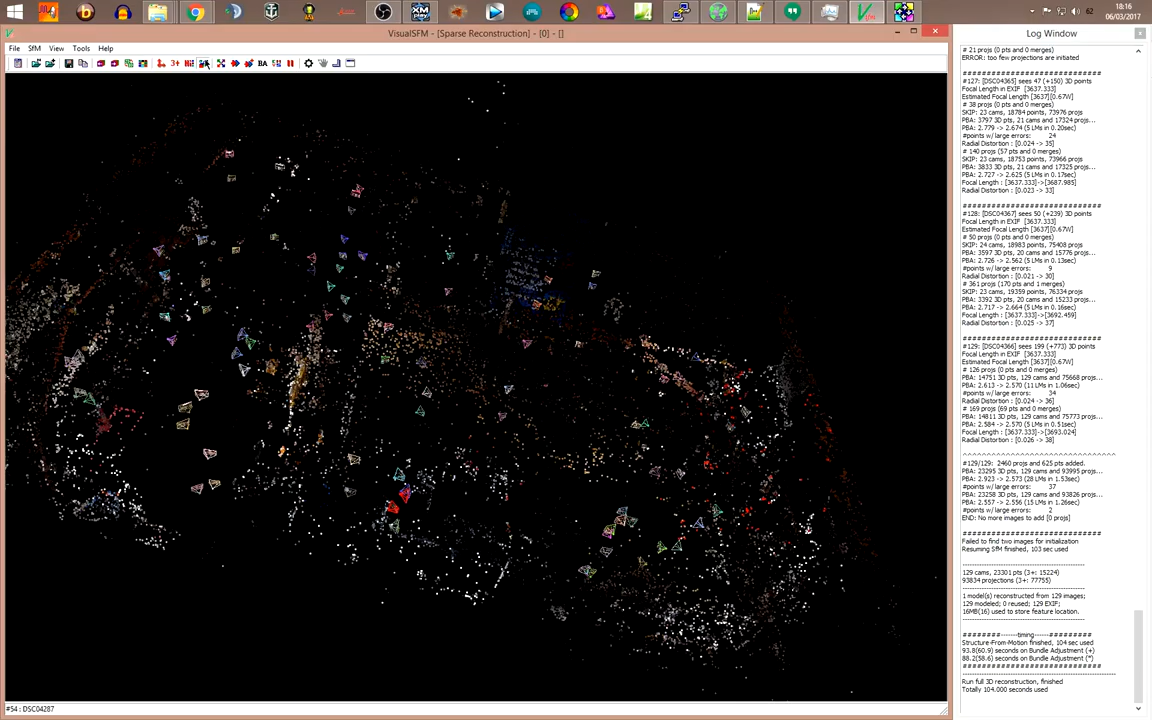 62
18:16
06/03/2017
VisualSFM - [Sparse Reconstruction] - [0] - []
File SfM View Tools Help
3+
BA
#54 : DSC04287
Log Window
# 21 projs (0 pts and 0 merges)
ERROR: too few projections are initiated
############################
#127: [DSC04365] sees 47 (+150) 3D points
Focal Length in EXIF [3637.333]
Estimated Focal Length [3637][0.67W]
# 38 projs (0 pts and 0 merges)
SKIP: 23 cams, 18784 points, 73976 projs
PBA: 3797 3D pts, 21 cams and 17324 projs...
PBA: 2.779 -> 2.674 (5 LMs in 0.20sec)
#points w/ large errors: 24
Radial Distortion : [0.024 -> 35]
# 140 projs (57 pts and 0 merges)
SKIP: 23 cams, 18753 points, 73966 projs
PBA: 3833 3D pts, 21 cams and 17325 projs...
PBA: 2.727 -> 2.625 (5 LMs in 0.17sec)
Focal Length : [3637.333]->[3687.985]
Radial Distortion : [0.023 -> 33]
############################
#128: [DSC04367] sees 50 (+239) 3D points
Focal Length in EXIF [3637.333]
Estimated Focal Length [3637][0.67W]
# 50 projs (0 pts and 0 merges)
SKIP: 24 cams, 18983 points, 75408 projs
PBA: 3597 3D pts, 20 cams and 15776 projs...
PBA: 2.726 -> 2.562 (5 LMs in 0.13sec)
#points w/ large errors: 9
Radial Distortion : [0.021 -> 30]
# 361 projs (170 pts and 1 merges)
SKIP: 23 cams, 19359 points, 76334 projs
PBA: 3392 3D pts, 20 cams and 15233 projs...
PBA: 2.717 -> 2.664 (5 LMs in 0.16sec)
Focal Length : [3637.333]->[3692.459]
Radial Distortion : [0.025 -> 37]
############################
#129: [DSC04366] sees 199 (+773) 3D points
Focal Length in EXIF [3637.333]
Estimated Focal Length [3637][0.67W]
# 126 projs (0 pts and 0 merges)
PBA: 14751 3D pts, 129 cams and 75668 projs...
PBA: 2.613 -> 2.570 (11 LMs in 1.06sec)
#points w/ large errors: 34
Radial Distortion : [0.024 -> 36]
# 169 projs (69 pts and 0 merges)
PBA: 14811 3D pts, 129 cams and 75773 projs...
PBA: 2.584 -> 2.570 (5 LMs in 0.51sec)
Focal Length : [3637.333]->[3693.024]
Radial Distortion : [0.026 -> 38]
^^^^^^^^^^^^^^^^^^^^^^^^^^^^
#129/129: 2460 projs and 625 pts added.
PBA: 23295 3D pts, 129 cams and 93995 projs...
PBA: 2.923 -> 2.573 (28 LMs in 1.53sec)
#points w/ large errors: 37
PBA: 23258 3D pts, 129 cams and 93826 projs...
PBA: 2.557 -> 2.556 (15 LMs in 1.26sec)
#points w/ large errors: 2
END: No more images to add [0 projs]
############################
Failed to find two images for initialization
Resuming SfM finished, 103 sec used
----------------------------------------
129 cams, 23301 pts (3+: 15224)
93834 projections (3+: 77755)
----------------------------------------
1 model(s) reconstructed from 129 images;
129 modeled; 0 reused; 129 EXIF;
16MB(16) used to store feature location.
----------------------------------------
########-------timing------#########
Structure-From-Motion finished, 104 sec used
93.8(60.9) seconds on Bundle Adjustment (+)
88.2(58.6) seconds on Bundle Adjustment (*)
############################
----------------------------------------------------
Run full 3D reconstruction, finished
Totally 104.000 seconds used